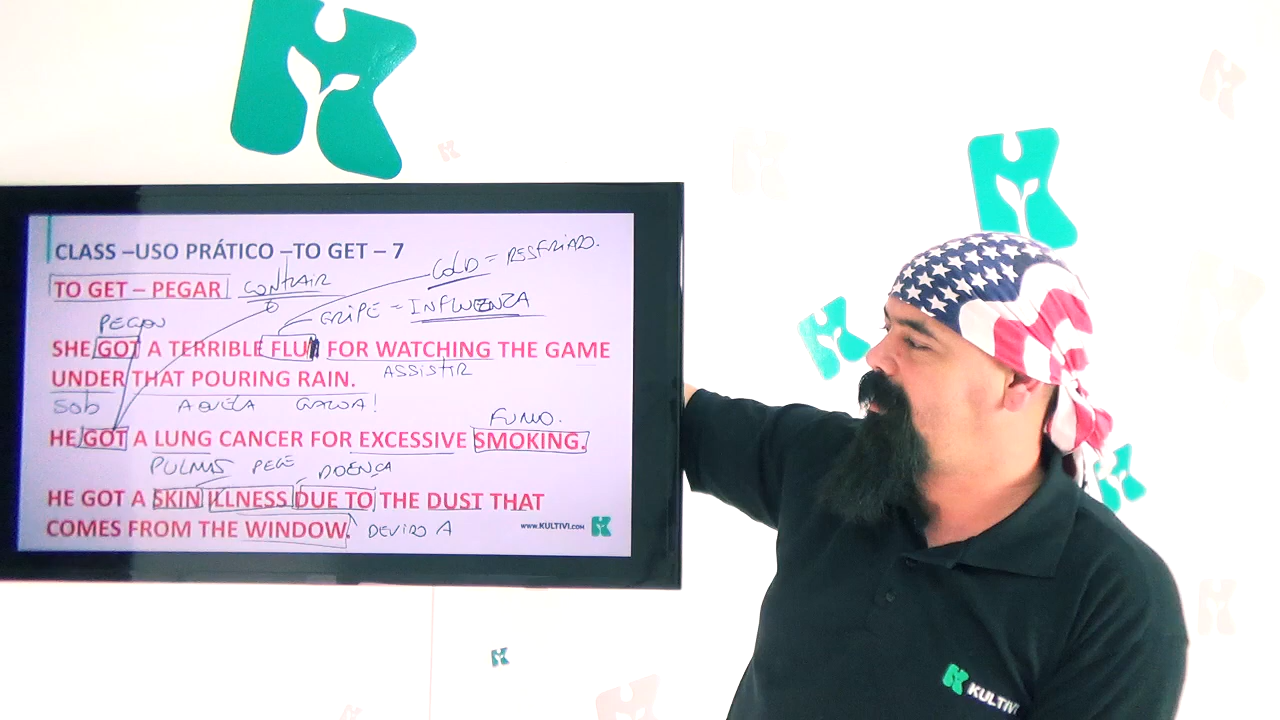 CLASS –USO PRÁTICO –TO GET – 7
COLD = RESFRIADO.
TO GET – PEGAR CONTRAIR
GRIPE = INFLUENZA
PEGOU
SHE GOT A TERRIBLE FLU FOR WATCHING THE GAME
ASSISTIR
UNDER THAT POURING RAIN.
Sob AQUELA GAROA!
FUMO.
HE GOT A LUNG CANCER FOR EXCESSIVE SMOKING.
PULMÃO PELE DOENÇA
HE GOT A SKIN ILLNESS DUE TO THE DUST THAT
COMES FROM THE WINDOW. DEVIDO A
www.KULTIVI.COM
KULTIVI